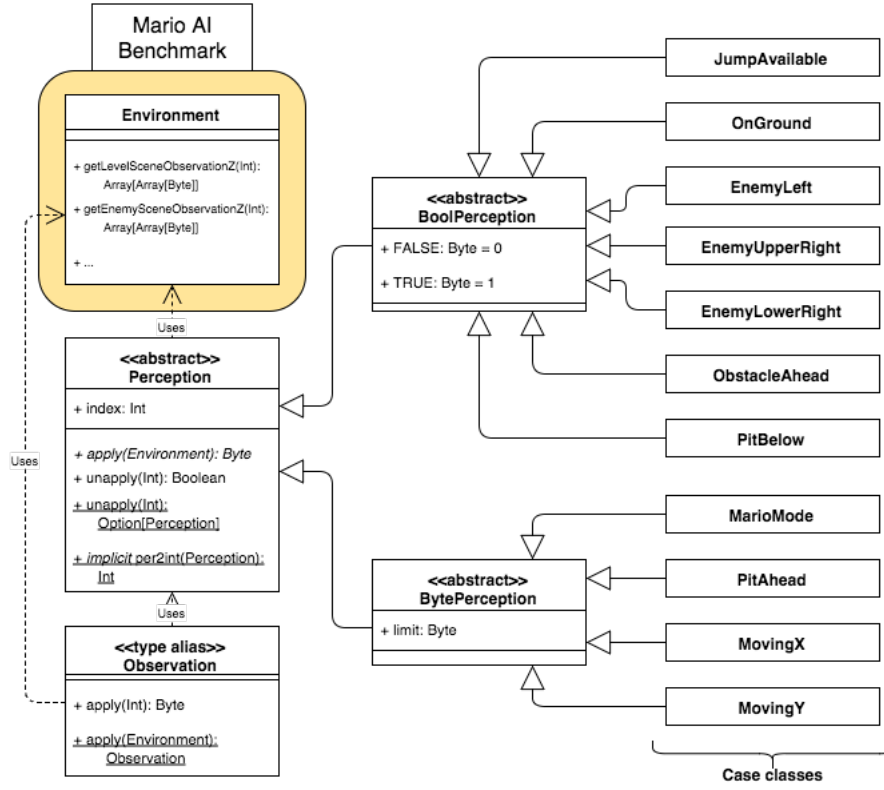 Mario AI
Benchmark
Environment
+ getLevelSceneObservationZ(Int):
Array[Array[Byte]]
+ getEnemySceneObservationZ(Int):
Array[Array[Byte]]
+ ...
Uses
<<abstract>>
Perception
+ index: Int
+ apply(Environment): Byte
+ unapply(Int): Boolean
+ unapply(Int):
Option[Perception]
+ implicit per2int(Perception):
Int
Uses
Uses
<<type alias>>
Observation
+ apply(Int): Byte
+ apply(Environment):
Observation
<<abstract>>
BoolPerception
+ FALSE: Byte = 0
+ TRUE: Byte = 1
<<abstract>>
BytePerception
+ limit: Byte
JumpAvailable
OnGround
EnemyLeft
EnemyUpperRight
EnemyLowerRight
ObstacleAhead
PitBelow
MarioMode
PitAhead
MovingX
MovingY
Case classes